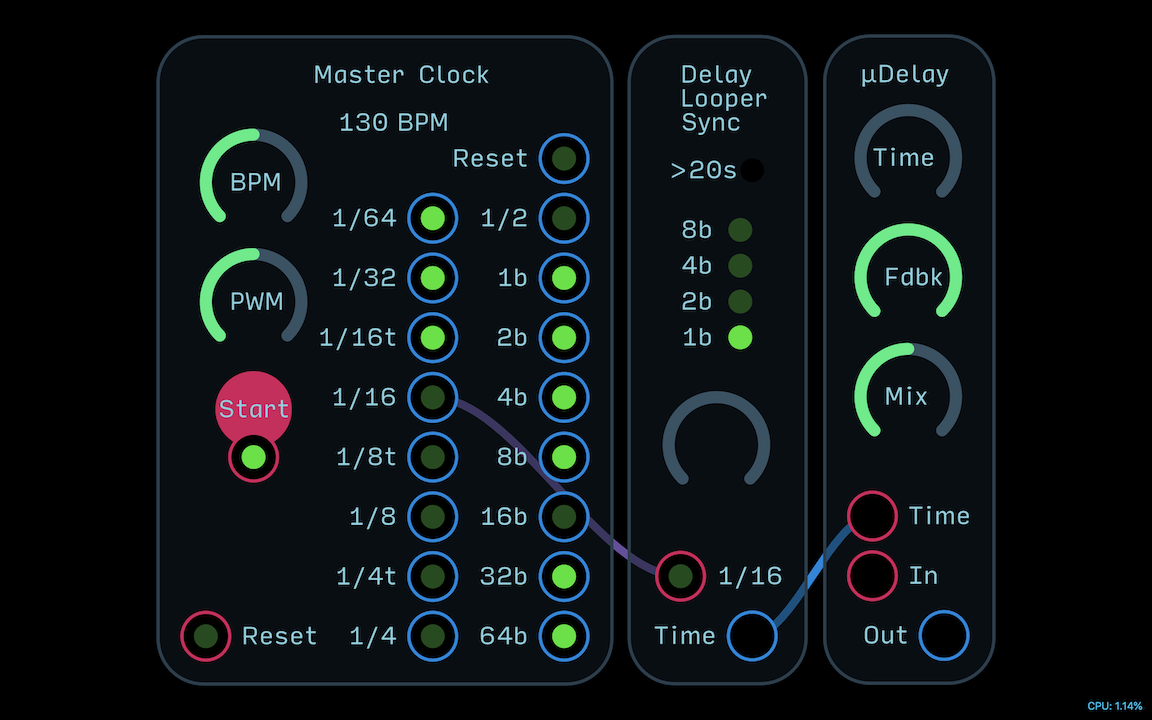 Master Clock
130 BPM
BPM
PWM
Start
Reset
Reset
1/64
1/32
1/16t
1/16
1/8t
1/8
1/4t
1/4
1/2
1b
2b
4b
8b
16b
32b
64b
Delay
Looper
Sync
>20s
8b
4b
2b
1b
1/16
Time
µDelay
Time
Fdbk
Mix
Time
In
Out
CPU: 1.14%